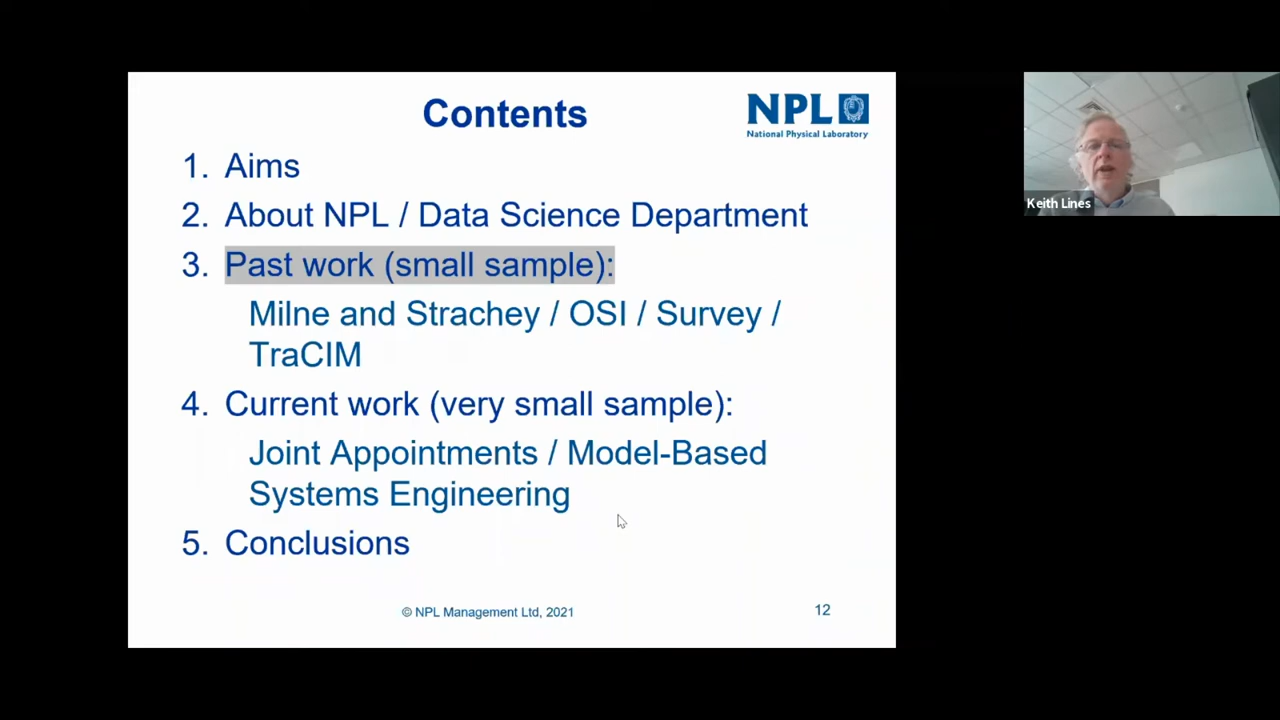 Contents
NPL
National Physical Laboratory
1. Aims
2. About NPL / Data Science Department
3. Past work (small sample):
Milne and Strachey / OSI / Survey /
TraCIM
4. Current work (very small sample):
Joint Appointments / Model-Based
Systems Engineering
5. Conclusions
© NPL Management Ltd, 2021
12
Keith Lines